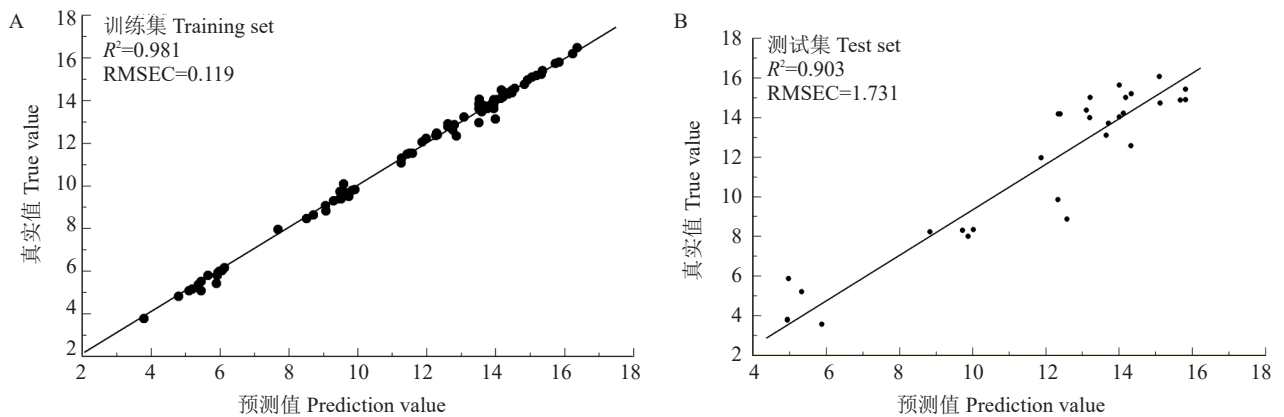 A
训练集 Training set
R²=0.981
RMSEC=0.119
真实值 True value
18
16
14
12
10
8
6
4
2
2 4 6 8 10 12 14 16 18
预测值 Prediction value
B
测试集 Test set
R²=0.903
RMSEC=1.731
真实值 True value
18
16
14
12
10
8
6
4
2
4 6 8 10 12 14 16 18
预测值 Prediction value